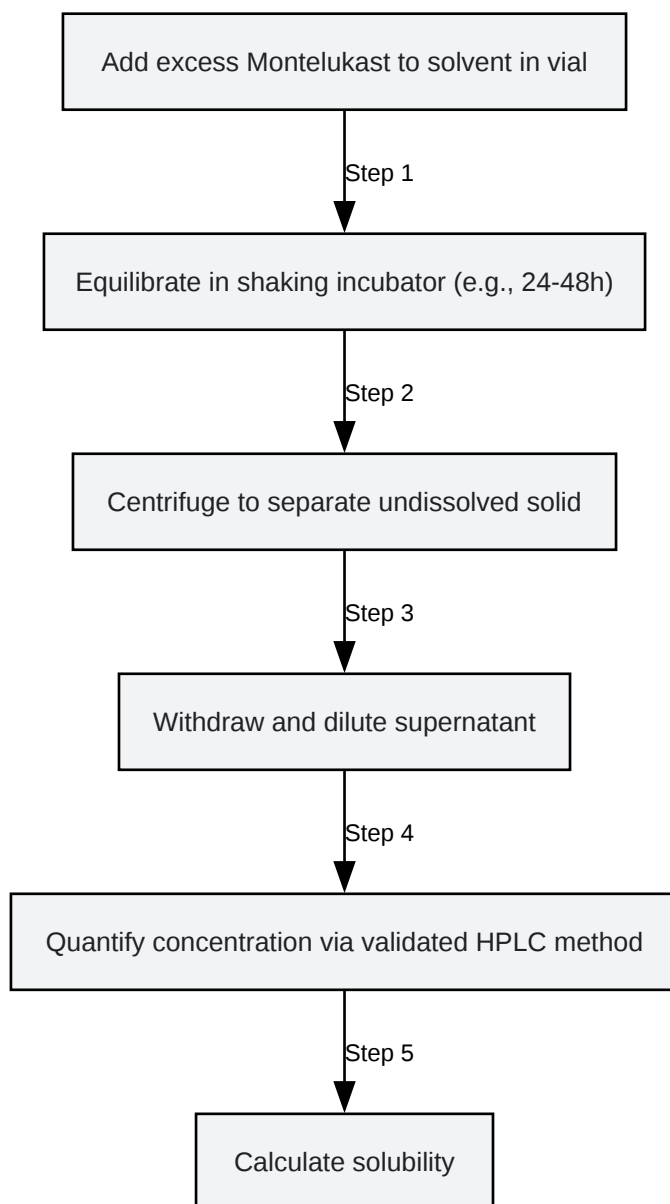 Add excess Montelukast to solvent in vial
Step 1
Equilibrate in shaking incubator (e.g., 24-48h)
Step 2
Centrifuge to separate undissolved solid
Step 3
Withdraw and dilute supernatant
Step 4
Quantify concentration via validated HPLC method
Step 5
Calculate solubility